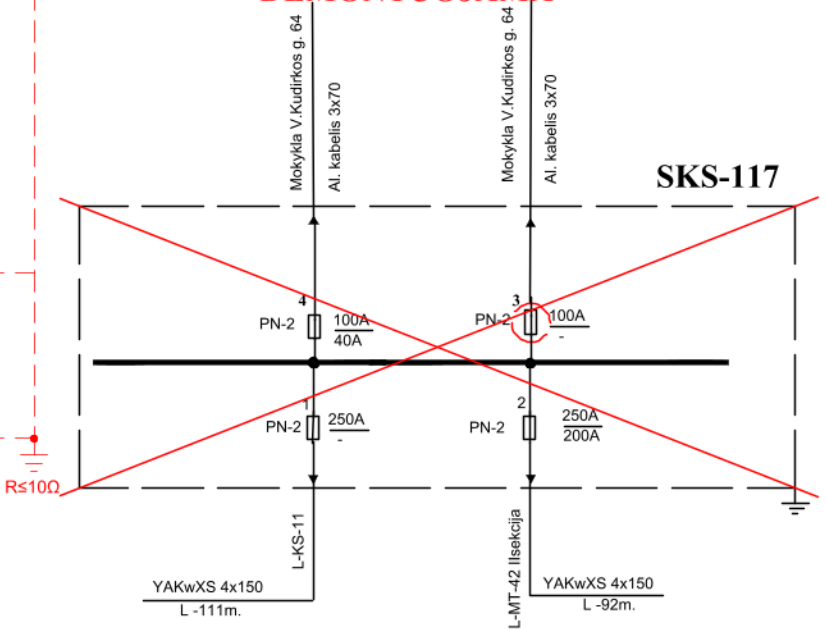 Mokykla V.Kudirkos g. 64
Al. kabelis 3x70
Mokykla V.Kudirkos g. 64
Al. kabelis 3x70
SKS-117
4
PN-2
100A
40A
3
PN-2
100A
-
1
PN-2
250A
-
2
PN-2
250A
200A
R≤10Ω
L-KS-11
YAKwXS 4x150
L -111m.
L-MT-42 IIsekcija
YAKwXS 4x150
L -92m.